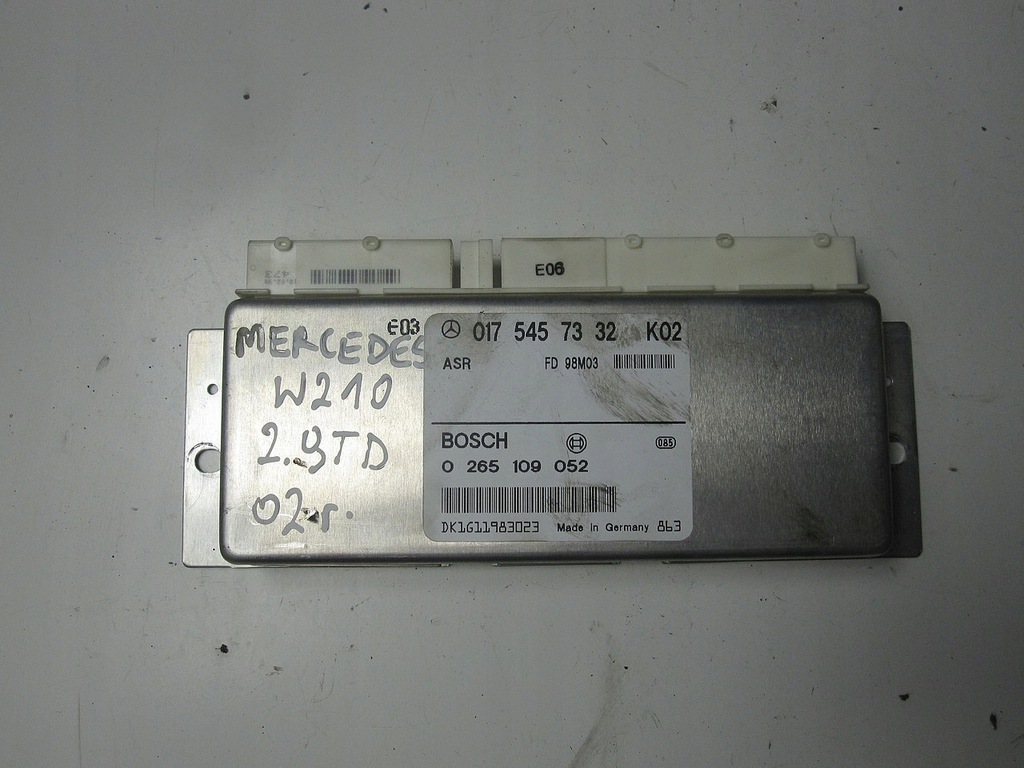 E06
E03
017 545 73 32 K02
ASR FD 98M03
MERCEDES
W210
2.9TD
02r.
BOSCH
085
0 265 109 052
DK1G11983023 Made in Germany 863